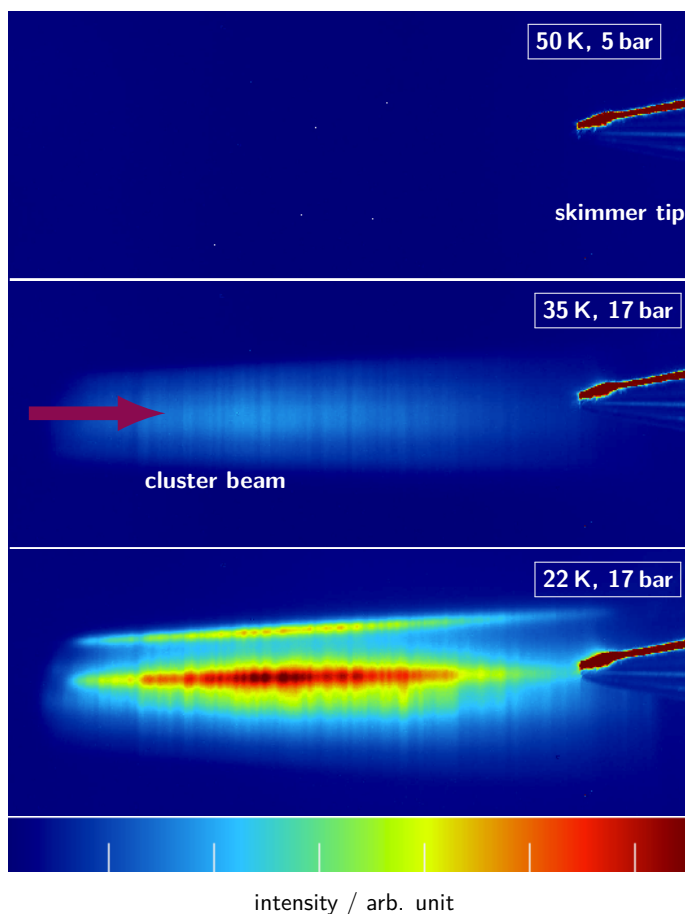 50 K, 5 bar
skimmer tip
35 K, 17 bar
cluster beam
22 K, 17 bar
intensity / arb. unit